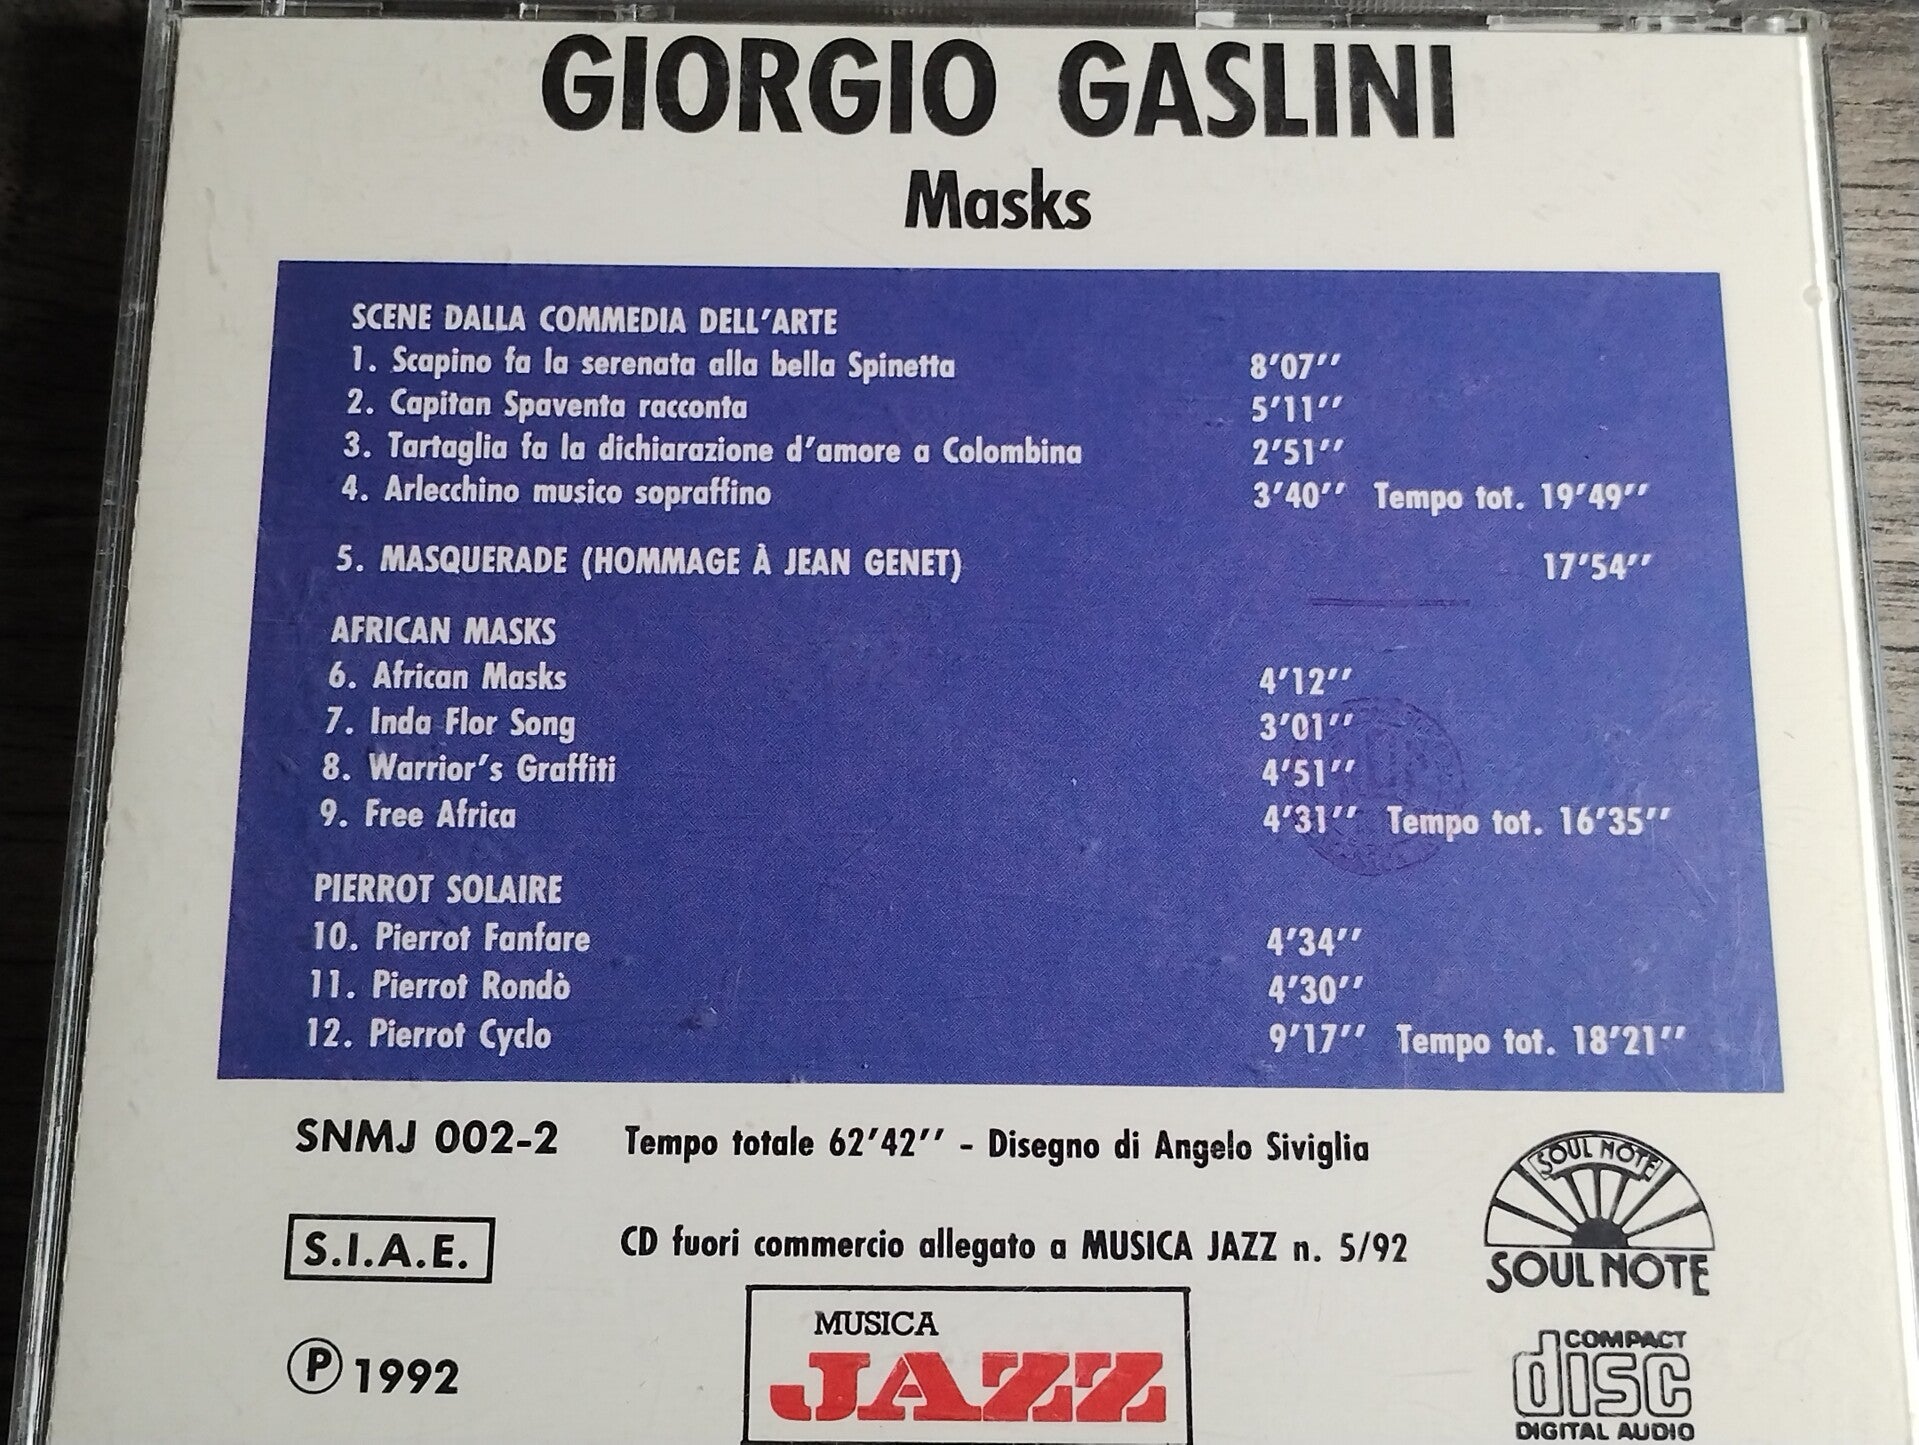 GIORGIO GASLINI
Masks
SCENE DALLA COMMEDIA DELL'ARTE
1. Scapino fa la serenata alla bella Spinetta 8'07''
2. Capitan Spaventa racconta 5'11''
3. Tartaglia fa la dichiarazione d'amore a Colombina 2'51''
4. Arlecchino musico sopraffino 3'40'' Tempo tot. 19'49''
5. MASQUERADE (HOMMAGE À JEAN GENET) 17'54''
AFRICAN MASKS
6. African Masks 4'12''
7. Inda Flor Song 3'01''
8. Warrior's Graffiti 4'51''
9. Free Africa 4'31'' Tempo tot. 16'35''
PIERROT SOLAIRE
10. Pierrot Fanfare 4'34''
11. Pierrot Rondò 4'30''
12. Pierrot Cyclo 9'17'' Tempo tot. 18'21''
SNMJ 002-2 Tempo totale 62'42'' - Disegno di Angelo Siviglia
SOUL NOTE
SOUL NOTE
S.I.A.E.
CD fuori commercio allegato a MUSICA JAZZ n. 5/92
MUSICA
JAZZ
Ⓟ 1992
COMPACT
disc
DIGITAL AUDIO